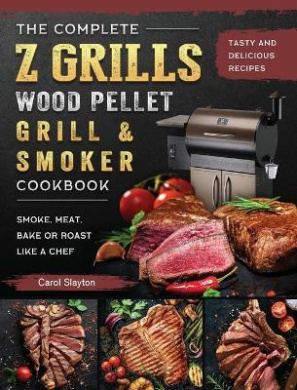 THE COMPLETE
Z GRILLS
WOOD PELLET
GRILL &
SMOKER
COOKBOOK
TASTY AND
DELICIOUS
RECIPES
SMOKE, MEAT,
BAKE OR ROAST
LIKE A CHEF
Carol Slayton